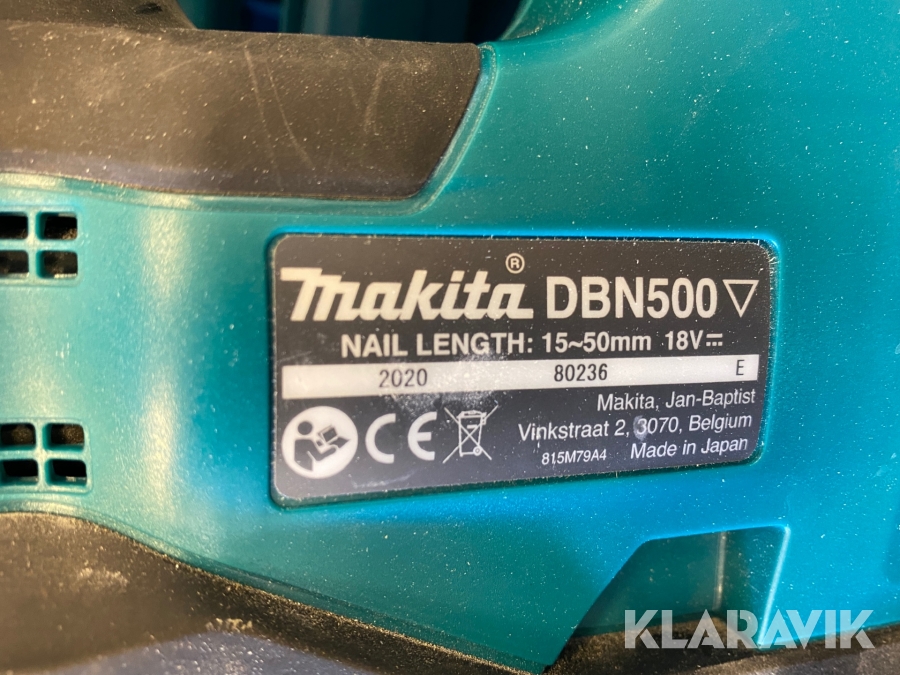 makita® DBN500
NAIL LENGTH: 15~50mm 18V
2020 80236 E
Makita, Jan-Baptist
Vinkstraat 2, 3070, Belgium
CE 815M79A4 Made in Japan
KLARAVIK